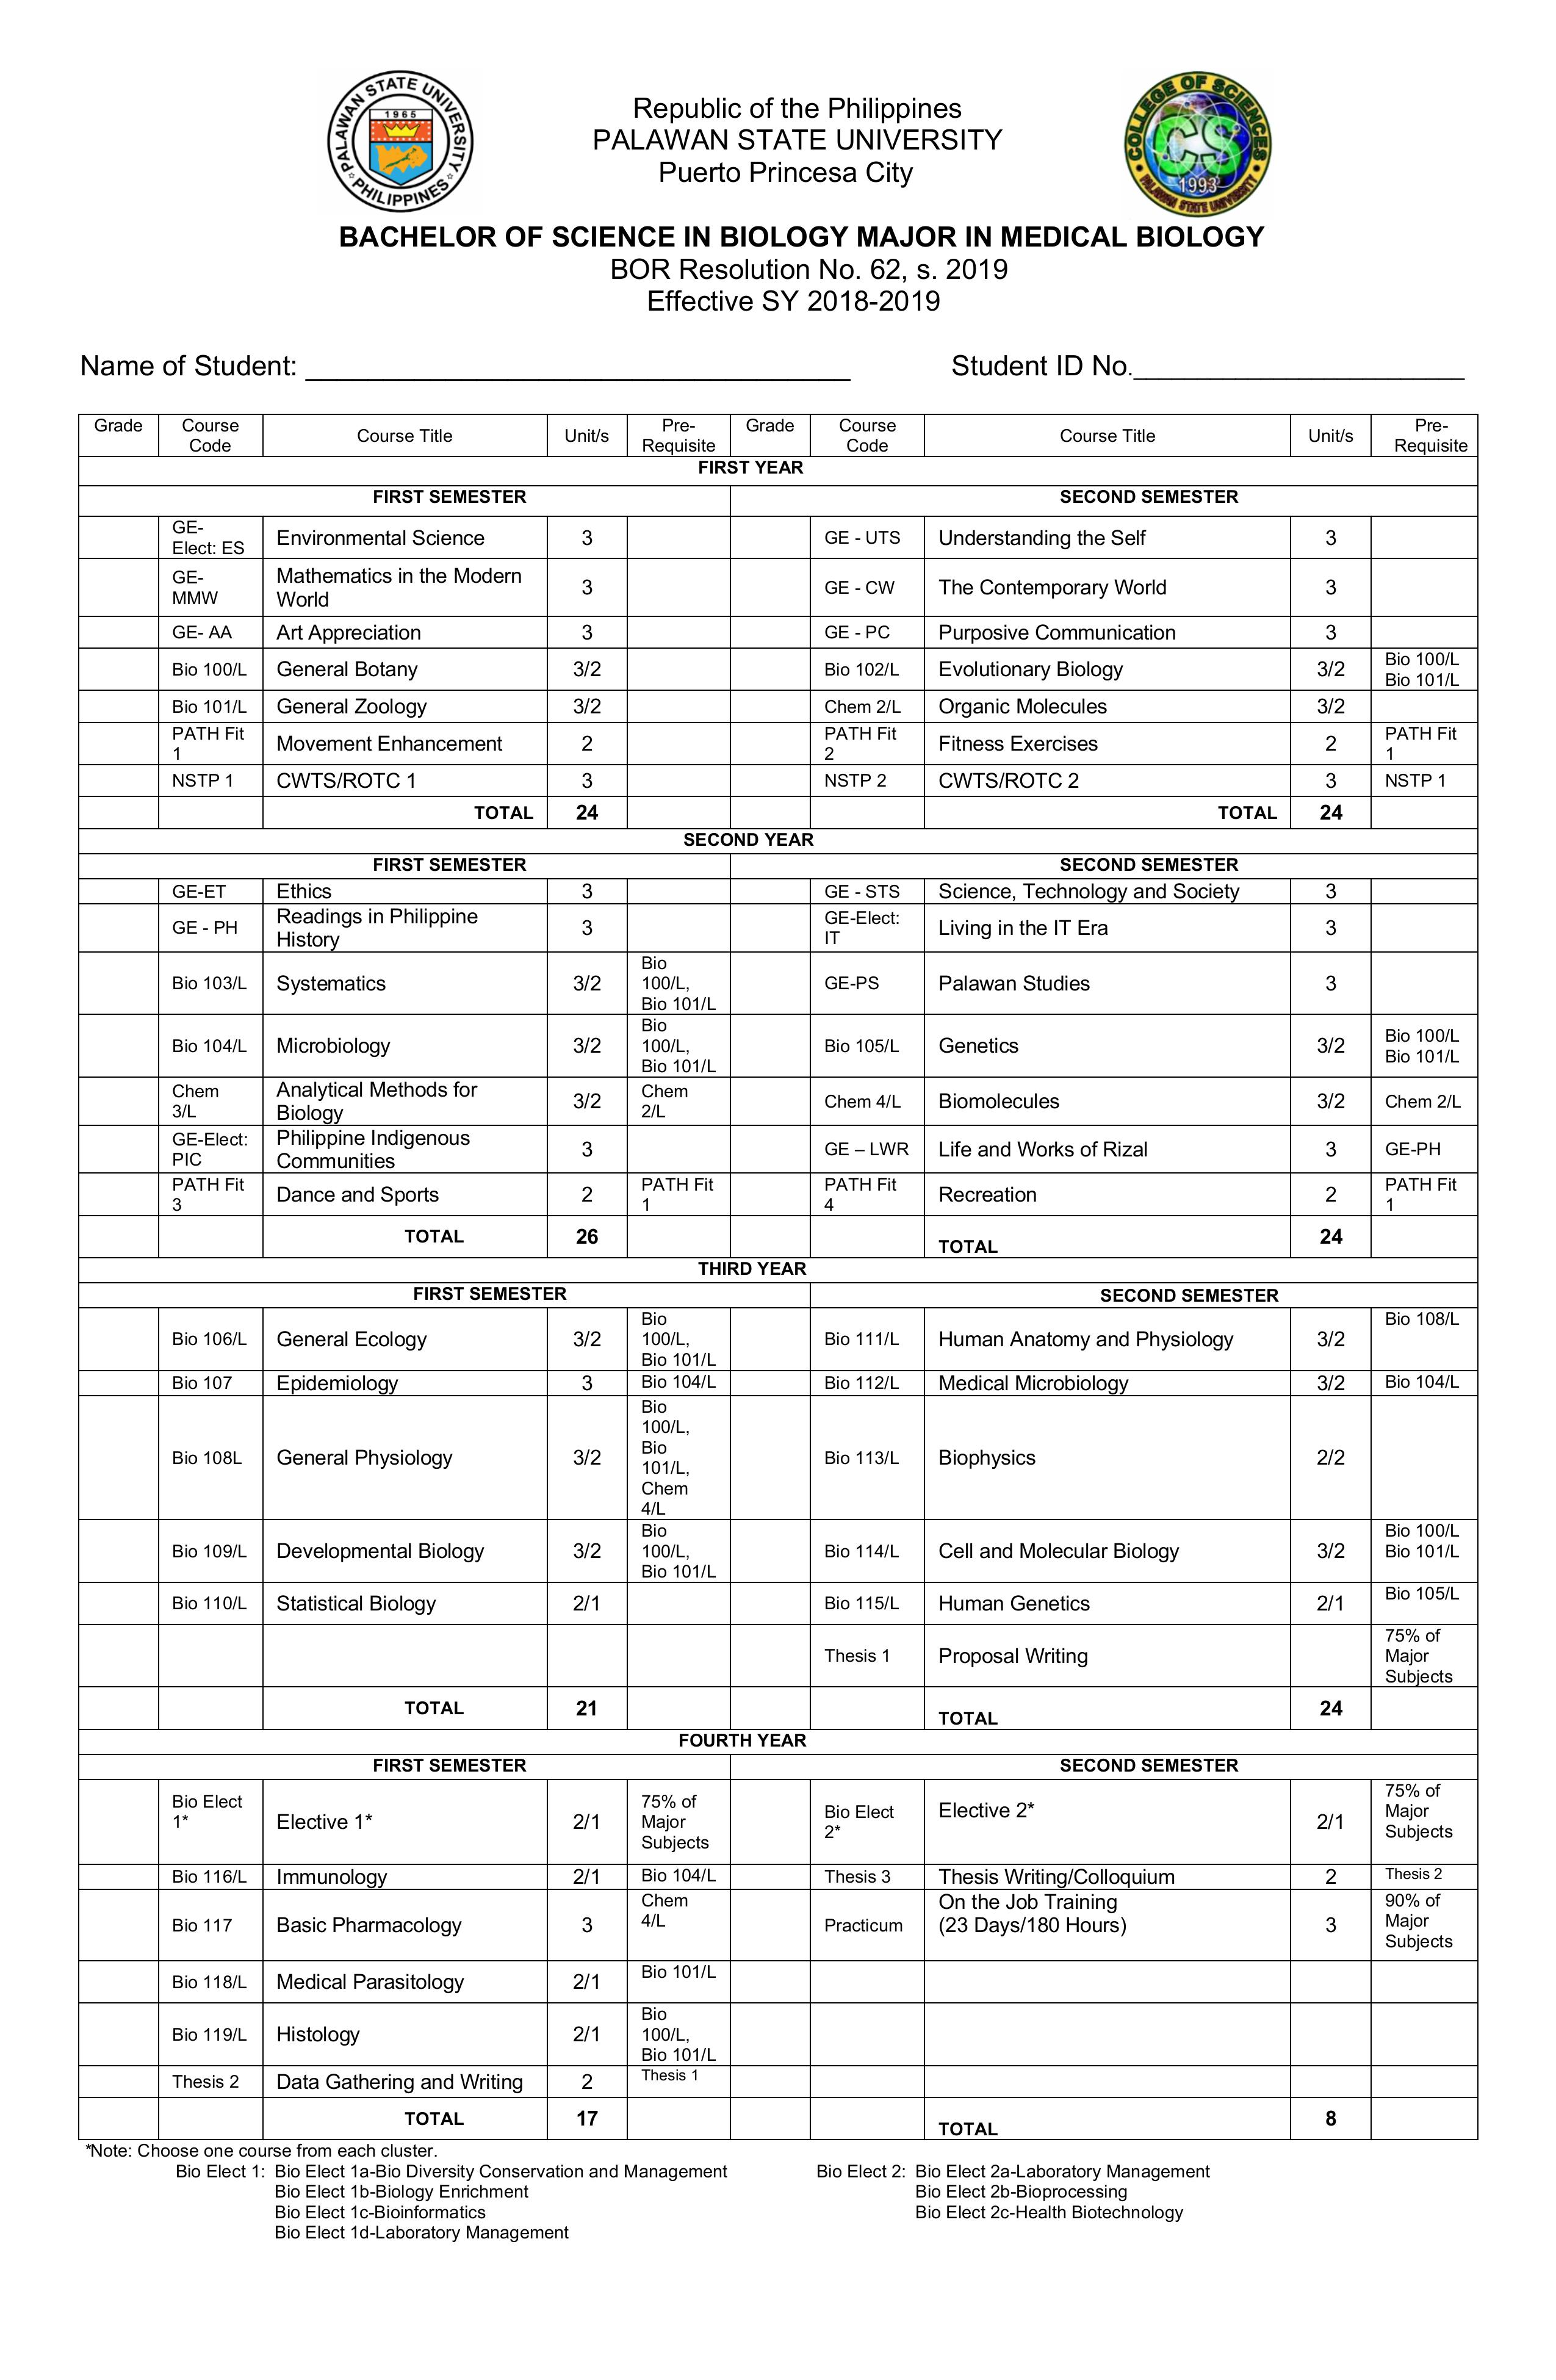 PALAWAN STATE UNIVERSITY
1965
PHILIPPINES
Republic of the Philippines
PALAWAN STATE UNIVERSITY
Puerto Princesa City
COLLEGE OF SCIENCES
CS
1993
PALAWAN STATE UNIVERSITY
BACHELOR OF SCIENCE IN BIOLOGY MAJOR IN MEDICAL BIOLOGY
BOR Resolution No. 62, s. 2019
Effective SY 2018-2019
Name of Student: ____________________ Student ID No.____________________
Grade Course Code Course Title Unit/s Pre-Requisite Grade Course Code Course Title Unit/s Pre-Requisite
FIRST YEAR
FIRST SEMESTER SECOND SEMESTER
GE-Elect: ES Environmental Science 3 GE - UTS Understanding the Self 3
GE-MMW Mathematics in the Modern World 3 GE - CW The Contemporary World 3
GE- AA Art Appreciation 3 GE - PC Purposive Communication 3
Bio 100/L General Botany 3/2 Bio 102/L Evolutionary Biology 3/2 Bio 100/L Bio 101/L
Bio 101/L General Zoology 3/2 Chem 2/L Organic Molecules 3/2
PATH Fit 1 Movement Enhancement 2 PATH Fit 2 Fitness Exercises 2 PATH Fit 1
NSTP 1 CWTS/ROTC 1 3 NSTP 2 CWTS/ROTC 2 3 NSTP 1
TOTAL 24 TOTAL 24
SECOND YEAR
FIRST SEMESTER SECOND SEMESTER
GE-ET Ethics 3 GE - STS Science, Technology and Society 3
GE - PH Readings in Philippine History 3 GE-Elect: IT Living in the IT Era 3
Bio 103/L Systematics 3/2 Bio 100/L, Bio 101/L GE-PS Palawan Studies 3
Bio 104/L Microbiology 3/2 Bio 100/L, Bio 101/L Bio 105/L Genetics 3/2 Bio 100/L Bio 101/L
Chem 3/L Analytical Methods for Biology 3/2 Chem 2/L Chem 4/L Biomolecules 3/2 Chem 2/L
GE-Elect: PIC Philippine Indigenous Communities 3 GE – LWR Life and Works of Rizal 3 GE-PH
PATH Fit 3 Dance and Sports 2 PATH Fit 1 PATH Fit 4 Recreation 2 PATH Fit 1
TOTAL 26 TOTAL 24
THIRD YEAR
FIRST SEMESTER SECOND SEMESTER
Bio 106/L General Ecology 3/2 Bio 100/L, Bio 101/L Bio 111/L Human Anatomy and Physiology 3/2 Bio 108/L
Bio 107 Epidemiology 3 Bio 104/L Bio 112/L Medical Microbiology 3/2 Bio 104/L
Bio 108L General Physiology 3/2 Bio 100/L, Bio 101/L, Chem 4/L Bio 113/L Biophysics 2/2
Bio 109/L Developmental Biology 3/2 Bio 100/L, Bio 101/L Bio 114/L Cell and Molecular Biology 3/2 Bio 100/L Bio 101/L
Bio 110/L Statistical Biology 2/1 Bio 115/L Human Genetics 2/1 Bio 105/L
Thesis 1 Proposal Writing 75% of Major Subjects
TOTAL 21 TOTAL 24
FOURTH YEAR
FIRST SEMESTER SECOND SEMESTER
Bio Elect 1* Elective 1* 2/1 75% of Major Subjects Bio Elect 2* Elective 2* 2/1 75% of Major Subjects
Bio 116/L Immunology 2/1 Bio 104/L Thesis 3 Thesis Writing/Colloquium 2 Thesis 2
Bio 117 Basic Pharmacology 3 Chem 4/L Practicum On the Job Training (23 Days/180 Hours) 3 90% of Major Subjects
Bio 118/L Medical Parasitology 2/1 Bio 101/L
Bio 119/L Histology 2/1 Bio 100/L, Bio 101/L
Thesis 2 Data Gathering and Writing 2 Thesis 1
TOTAL 17 TOTAL 8
*Note: Choose one course from each cluster.
Bio Elect 1: Bio Elect 1a-Bio Diversity Conservation and Management Bio Elect 2: Bio Elect 2a-Laboratory Management
Bio Elect 1b-Biology Enrichment Bio Elect 2b-Bioprocessing
Bio Elect 1c-Bioinformatics Bio Elect 2c-Health Biotechnology
Bio Elect 1d-Laboratory Management